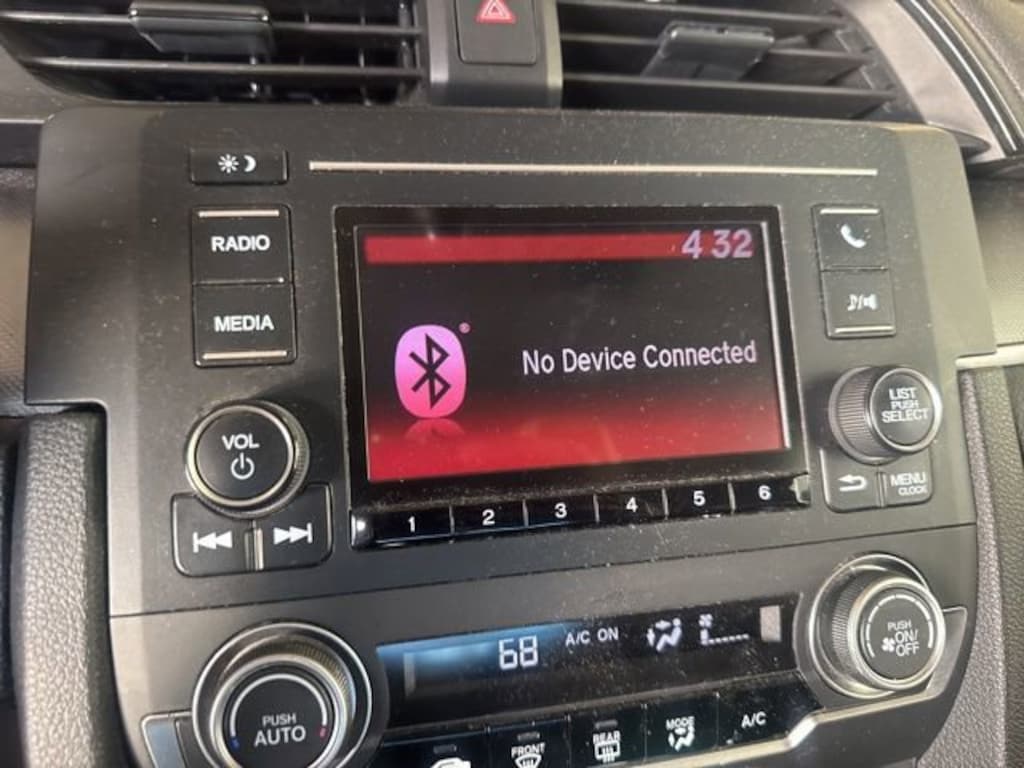 RADIO
MEDIA
VOL
4 32
No Device Connected
LIST
PUSH
SELECT
MENU
CLOCK
1 2 3 4 5 6
68 A/C ON
PUSH
ON/
OFF
PUSH
AUTO
FRONT
REAR
MODE
A/C